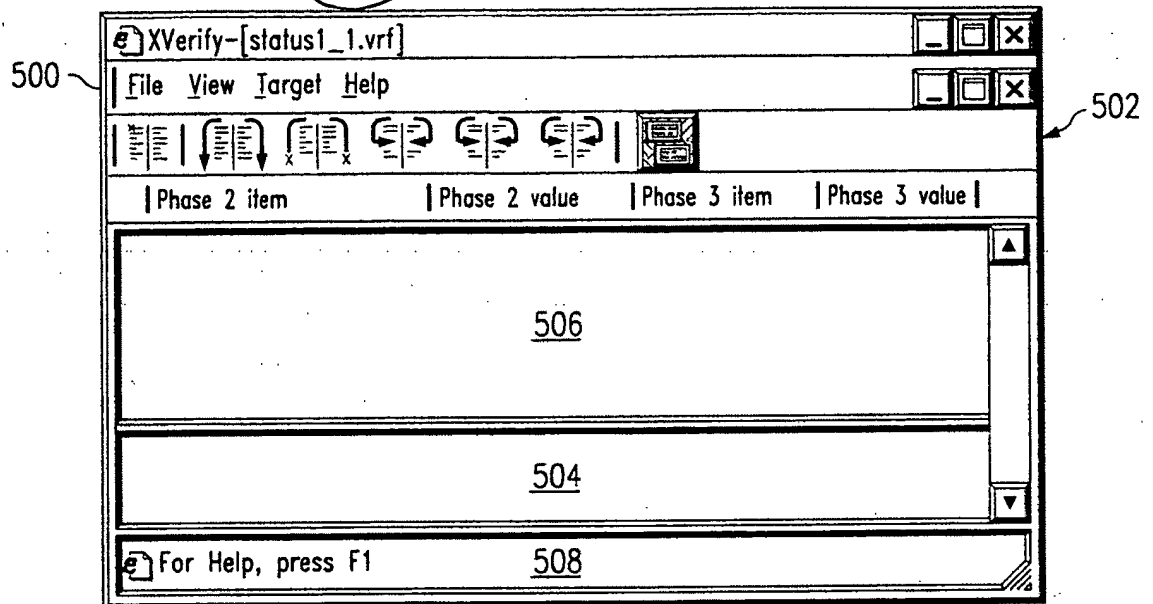 XVerify-[status1_1.vrf]
500
File View Target Help
502
Phase 2 item Phase 2 value Phase 3 item Phase 3 value
506
504
For Help, press F1 508